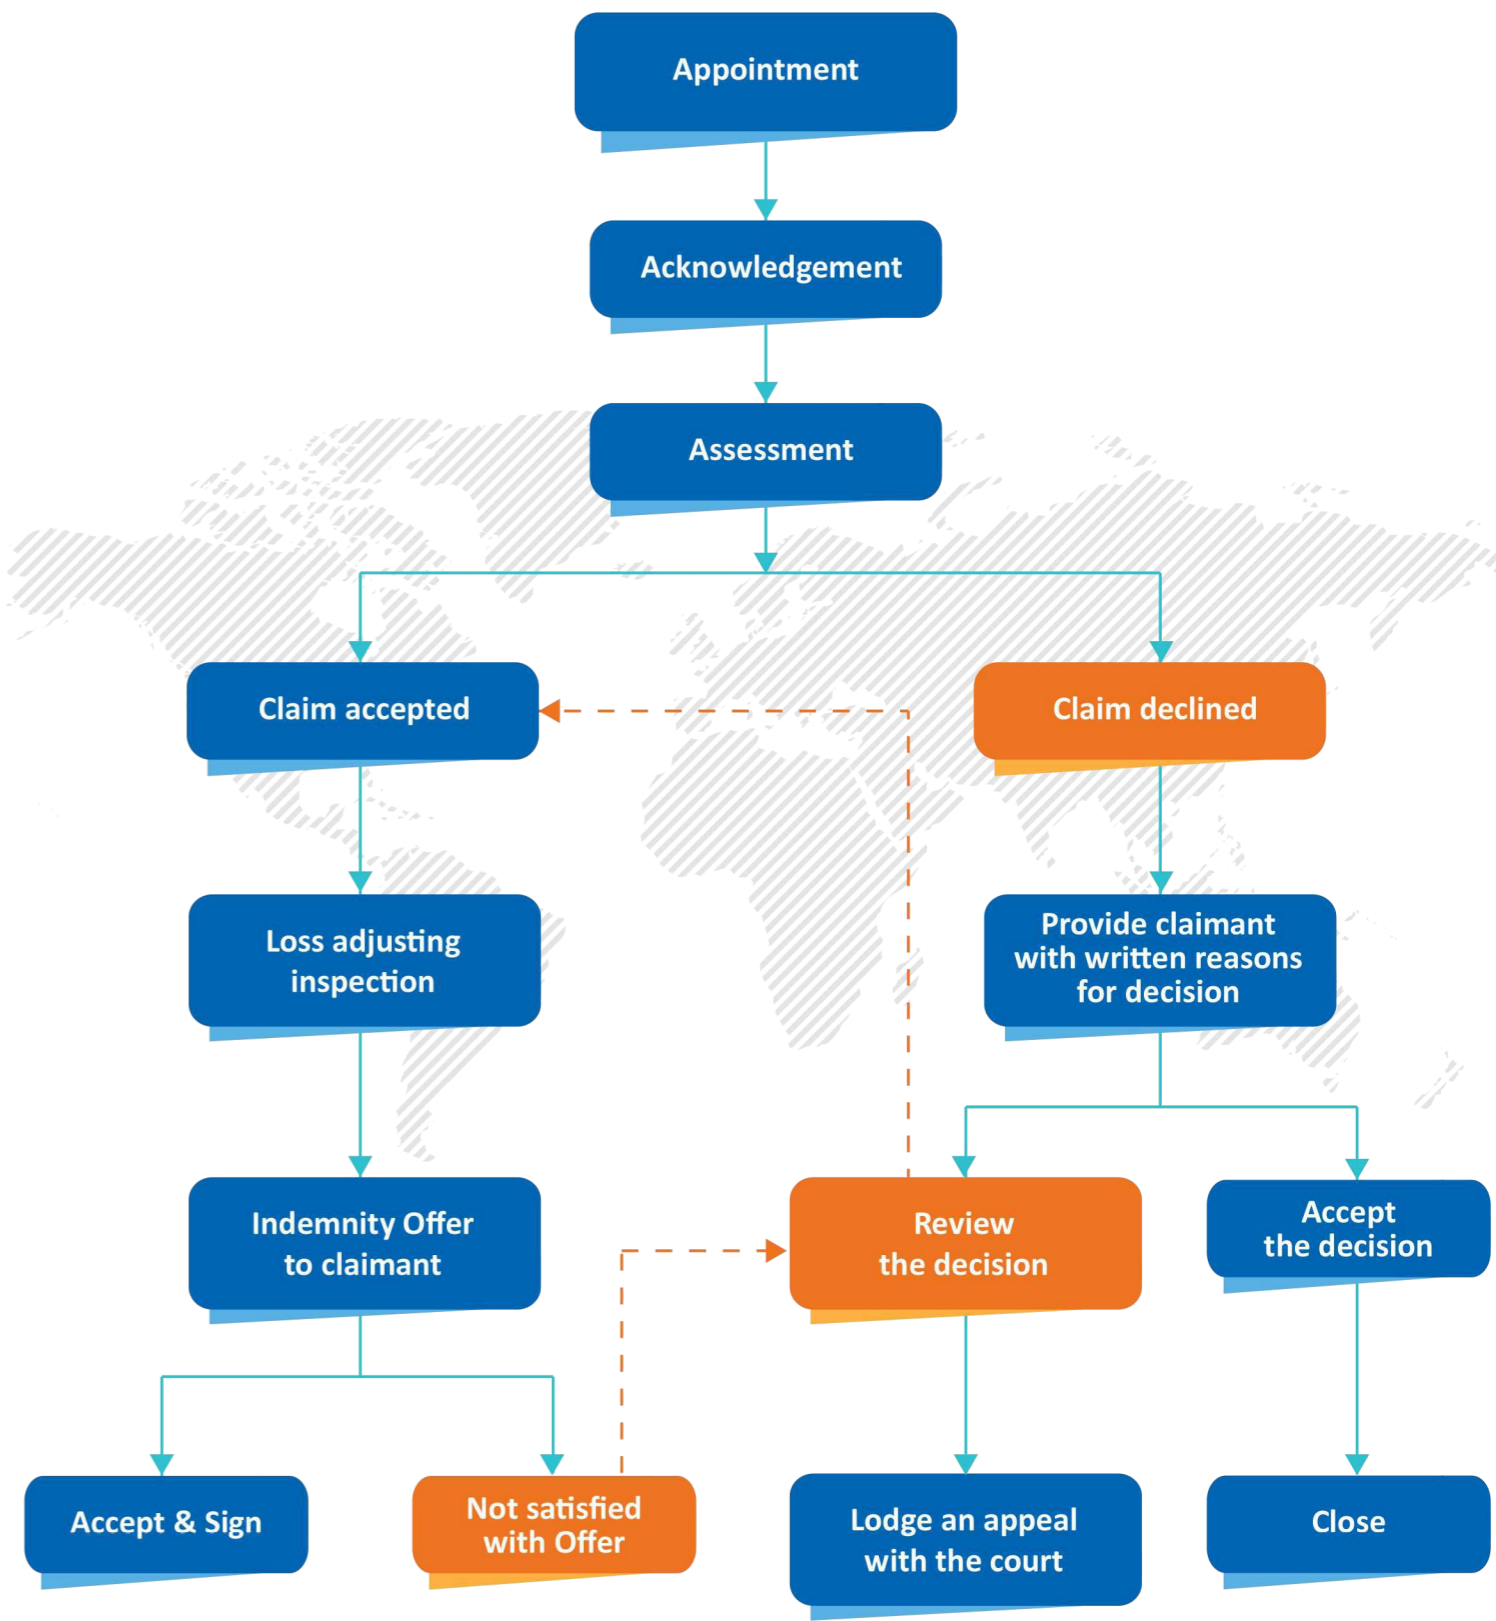 Appointment
Acknowledgement
Assessment
Claim accepted
Claim declined
Loss adjusting
inspection
Provide claimant
with written reasons
for decision
Indemnity Offer
to claimant
Review
the decision
Accept
the decision
Accept & Sign
Not satisfied
with Offer
Lodge an appeal
with the court
Close